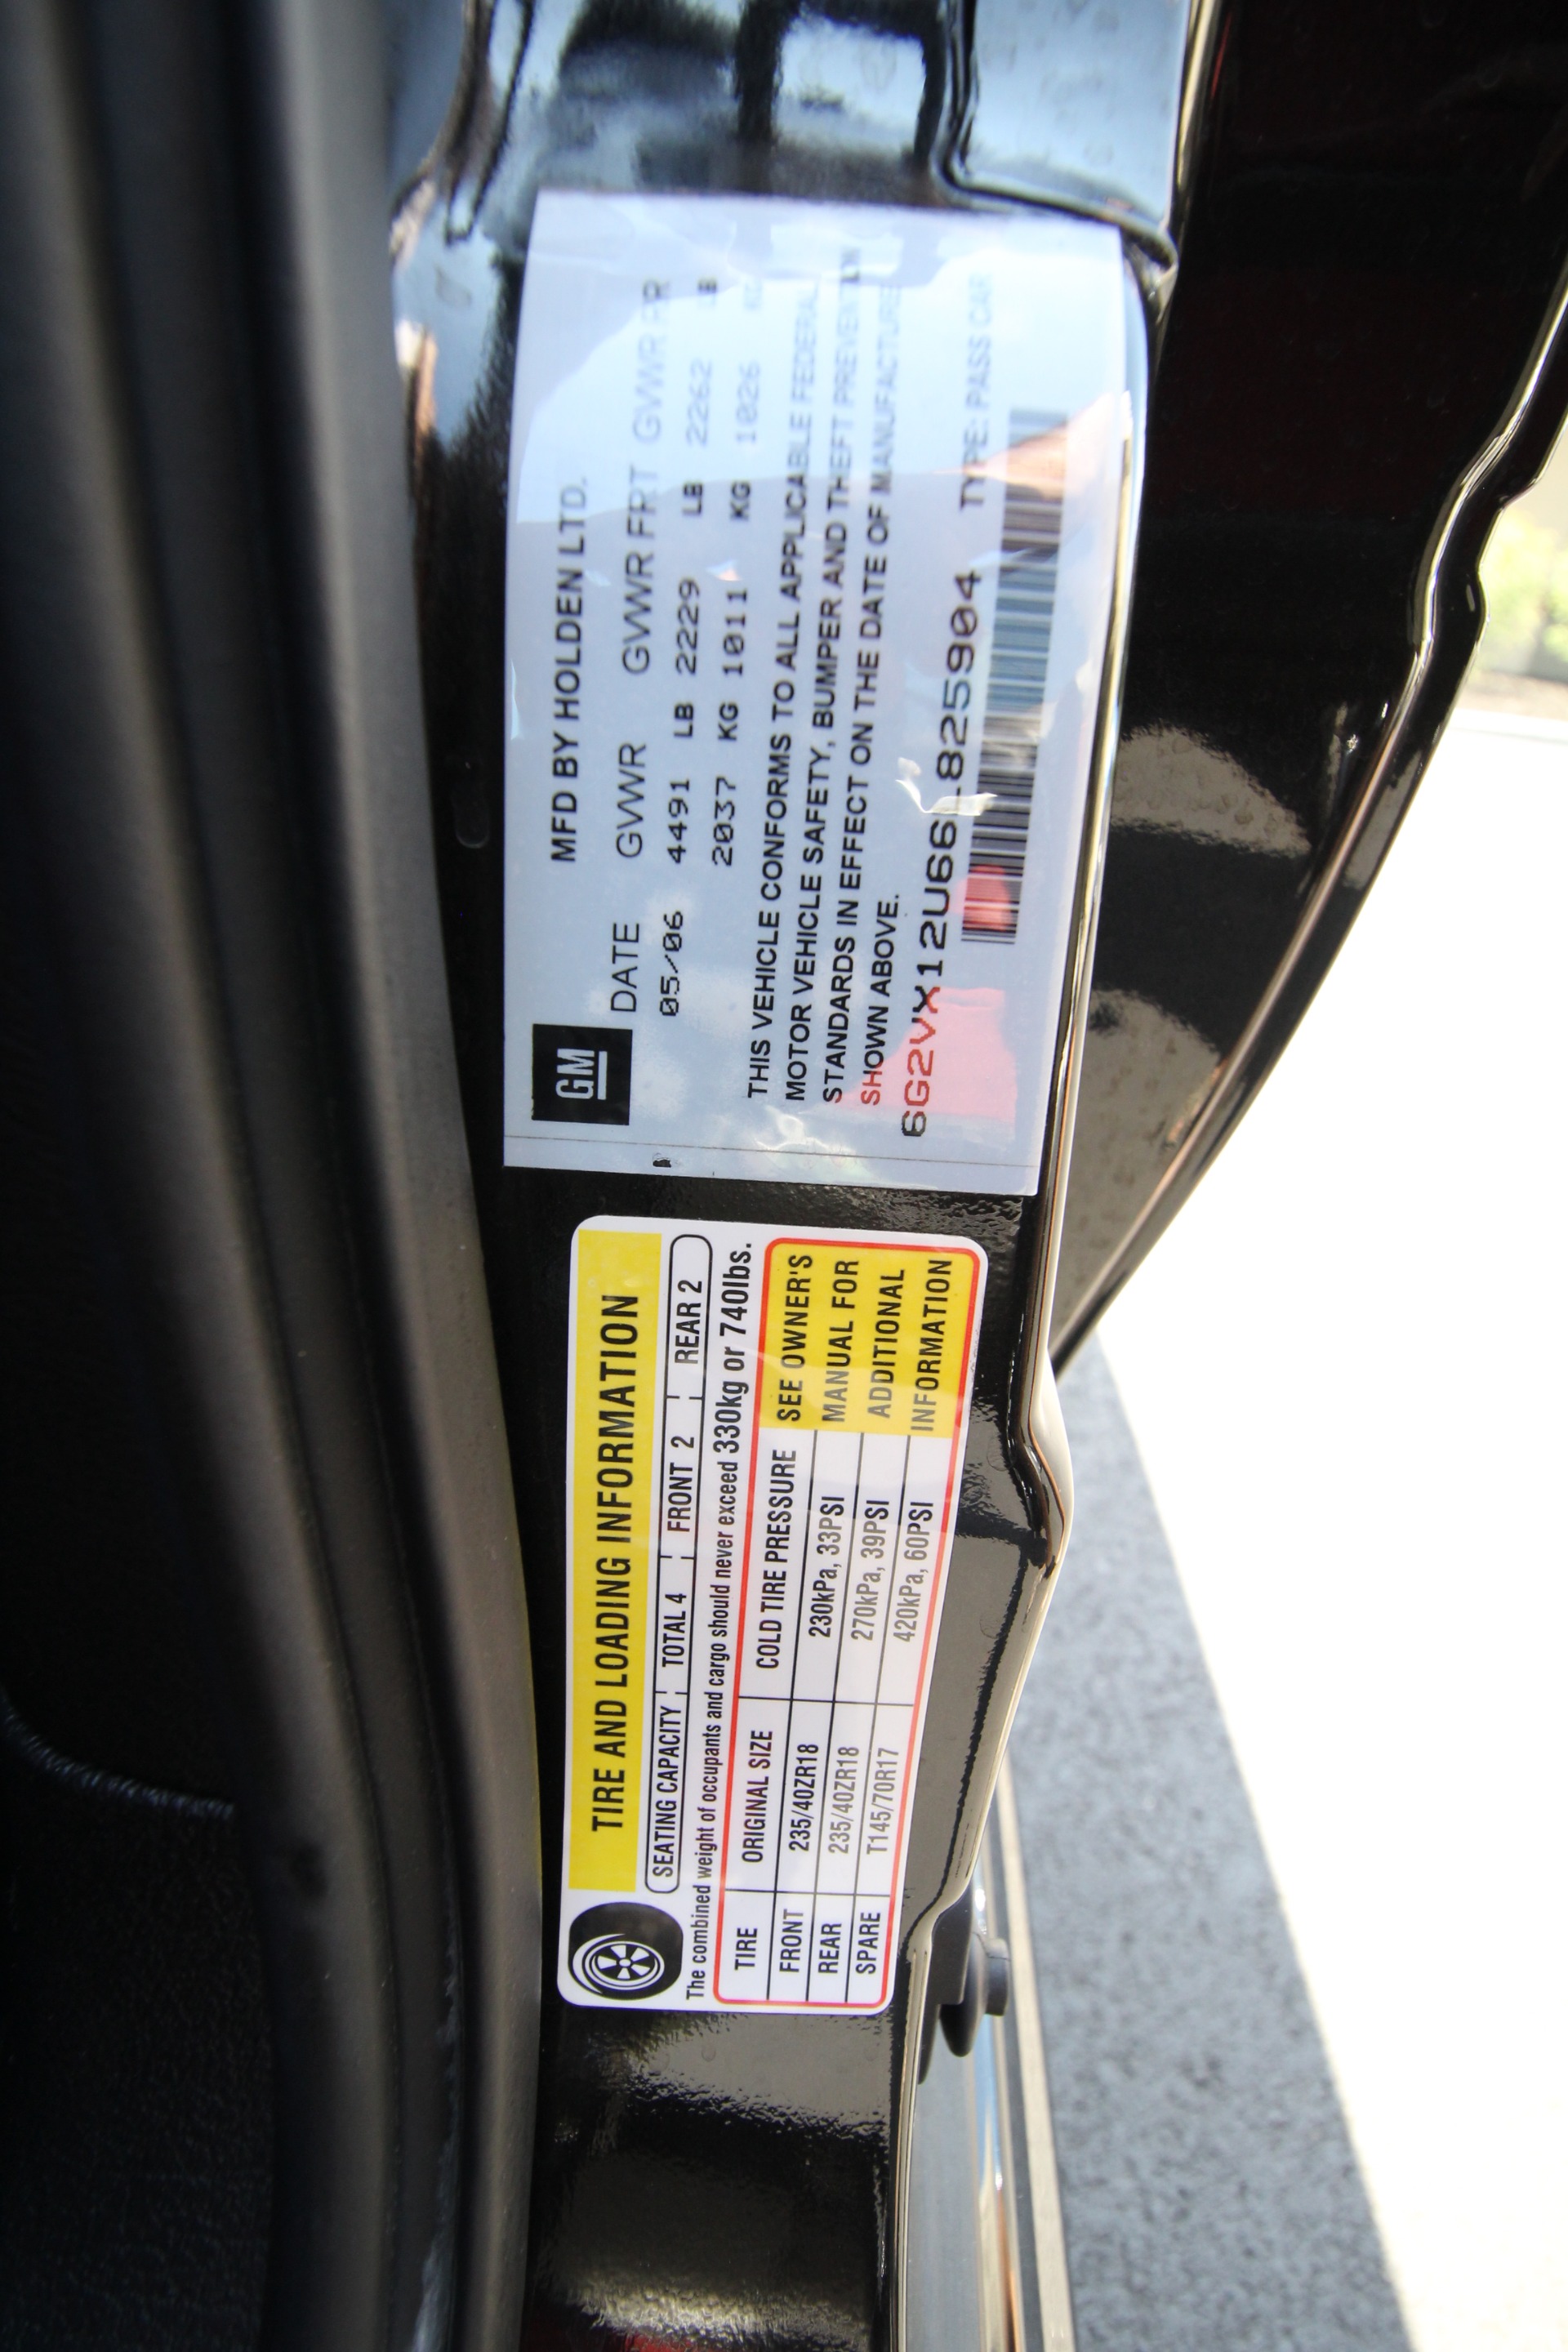 GM
MFD BY HOLDEN LTD.
DATE GVWR GVWR FRT GVWR RR
05/06 4491 LB 2229 LB 2262 LB
2037 KG 1011 KG 1026 KG
THIS VEHICLE CONFORMS TO ALL APPLICABLE FEDERAL
MOTOR VEHICLE SAFETY, BUMPER AND THEFT PREVENTION
STANDARDS IN EFFECT ON THE DATE OF MANUFACTURE
SHOWN ABOVE.
6G2VX12U66L825904 TYPE: PASS CAR
TIRE AND LOADING INFORMATION
SEATING CAPACITY TOTAL 4 FRONT 2 REAR 2
The combined weight of occupants and cargo should never exceed 330kg or 740lbs.
TIRE ORIGINAL SIZE COLD TIRE PRESSURE
FRONT 235/40ZR18 230kPa, 33PSI
REAR 235/40ZR18 270kPa, 39PSI
SPARE T145/70R17 420kPa, 60PSI
SEE OWNER'S
MANUAL FOR
ADDITIONAL
INFORMATION